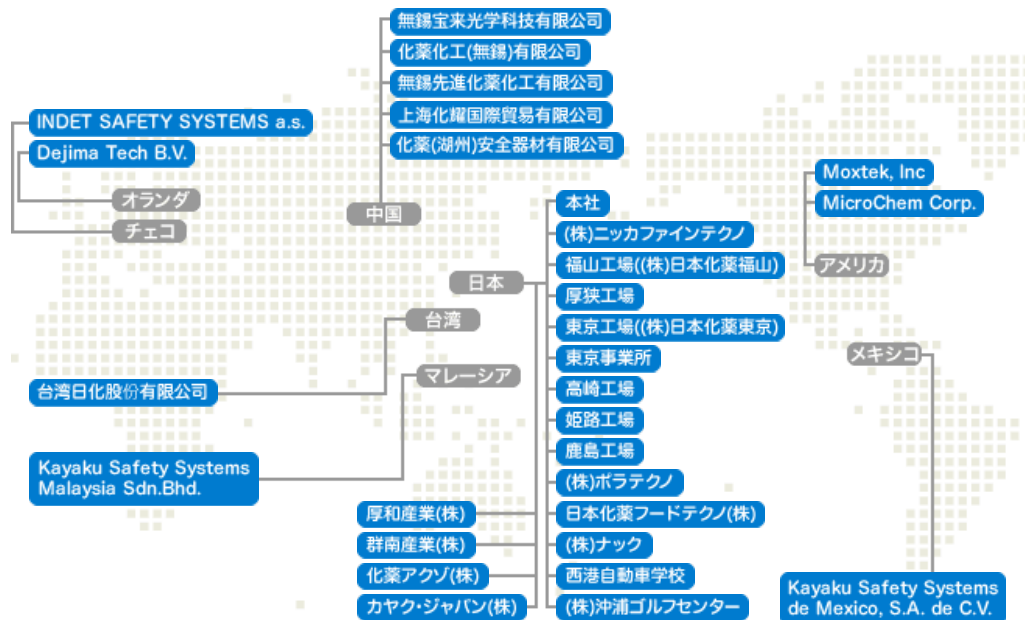 無錫宝来光学科技有限公司
化薬化工(無錫)有限公司
無錫先進化薬化工有限公司
上海化耀国際貿易有限公司
化薬(湖州)安全器材有限公司
中国
INDET SAFETY SYSTEMS a.s.
Dejima Tech B.V.
オランダ
チェコ
Moxtek, Inc
MicroChem Corp.
アメリカ
日本
本社
(株)ニッカファインテクノ
福山工場((株)日本化薬福山)
厚狭工場
東京工場((株)日本化薬東京)
東京事業所
高崎工場
姫路工場
鹿島工場
(株)ポラテクノ
日本化薬フードテクノ(株)
(株)ナック
西港自動車学校
(株)沖浦ゴルフセンター
厚和産業(株)
群南産業(株)
化薬アクゾ(株)
カヤク・ジャパン(株)
台湾
台湾日化股份有限公司
マレーシア
Kayaku Safety Systems
Malaysia Sdn.Bhd.
メキシコ
Kayaku Safety Systems
de Mexico, S.A. de C.V.